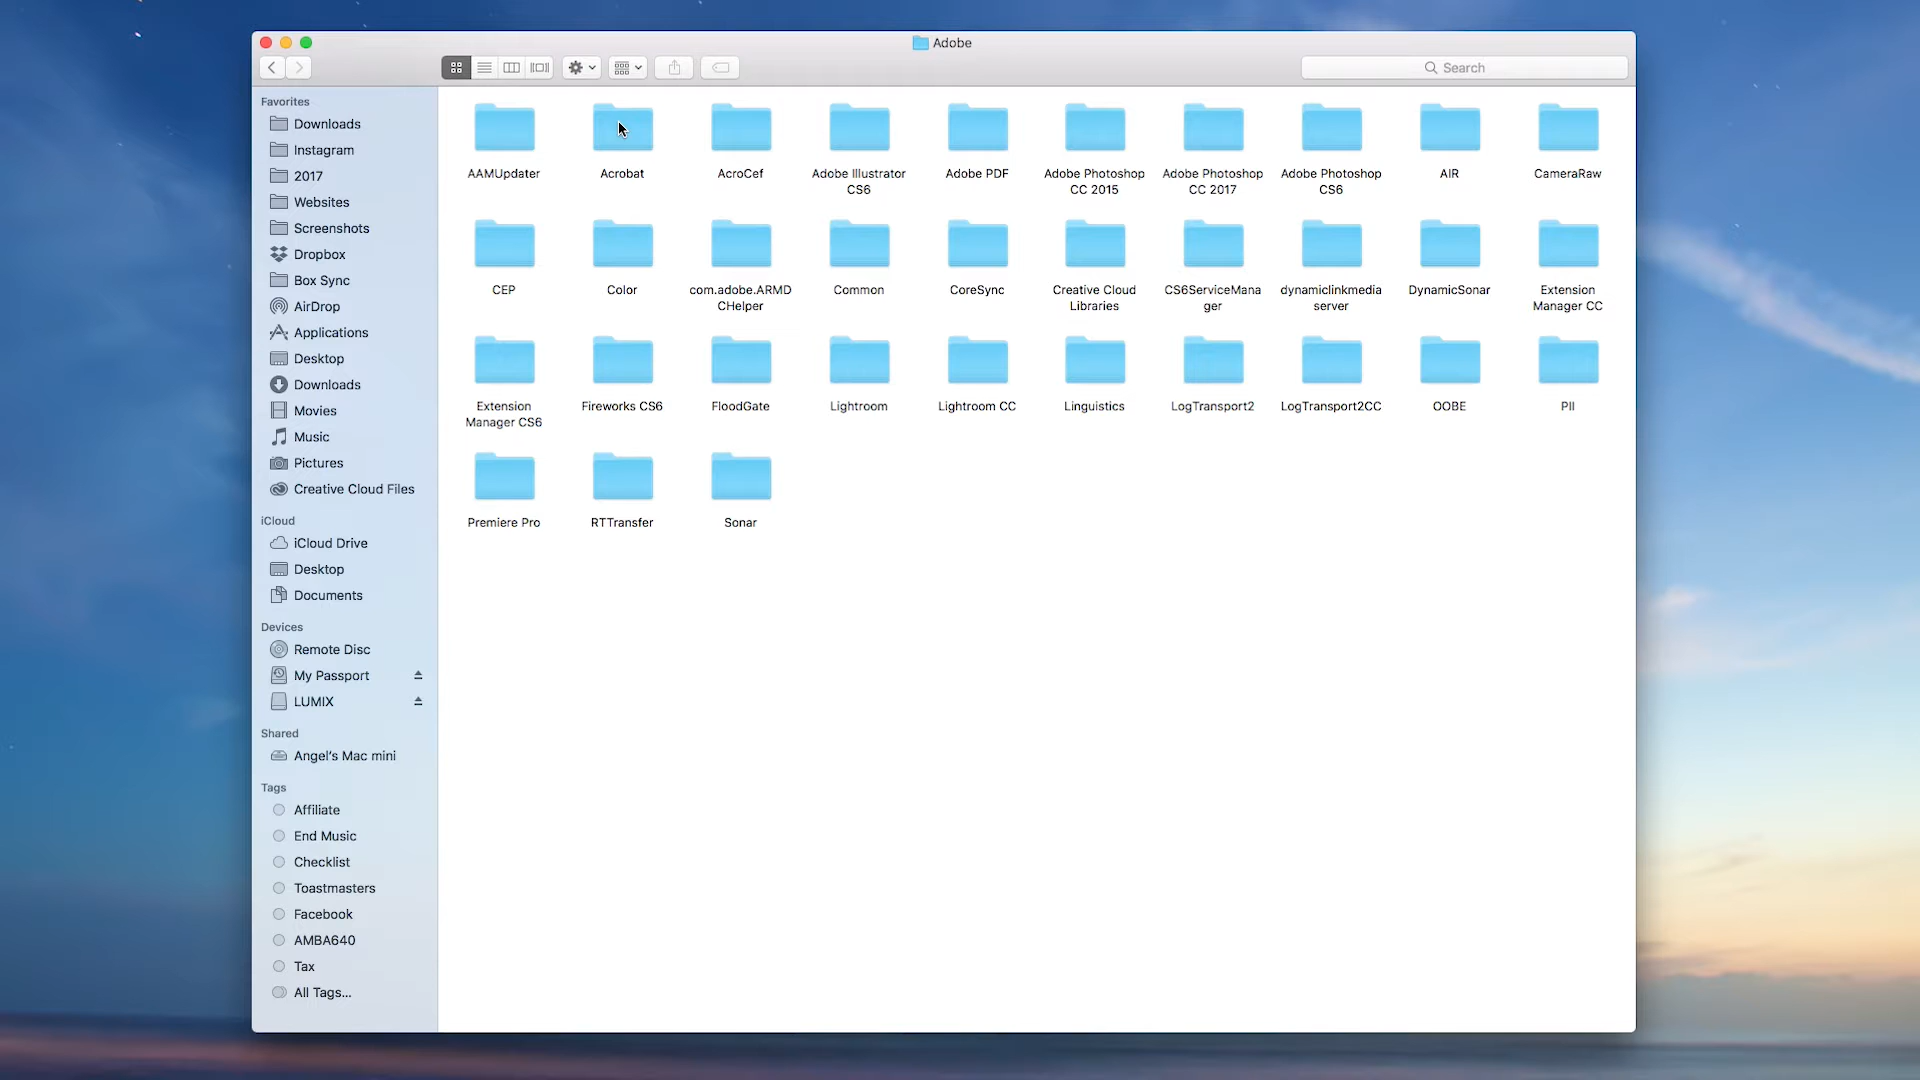 Adobe
Search
Favorites
Downloads
Instagram
2017
Websites
Screenshots
Dropbox
Box Sync
AirDrop
Applications
Desktop
Downloads
Movies
Music
Pictures
Creative Cloud Files
iCloud
iCloud Drive
Desktop
Documents
Devices
Remote Disc
My Passport
LUMIX
Shared
Angel's Mac mini
Tags
Affiliate
End Music
Checklist
Toastmasters
Facebook
AMBA640
Tax
All Tags...
AAMUpdater
Acrobat
AcroCef
Adobe Illustrator
CS6
Adobe PDF
Adobe Photoshop
CC 2015
Adobe Photoshop
CC 2017
Adobe Photoshop
CS6
AIR
CameraRaw
CEP
Color
com.adobe.ARMD
CHelper
Common
CoreSync
Creative Cloud
Libraries
CS6ServiceMana
ger
dynamiclinkmedia
server
DynamicSonar
Extension
Manager CC
Extension
Manager CS6
Fireworks CS6
FloodGate
Lightroom
Lightroom CC
Linguistics
LogTransport2
LogTransport2CC
OOBE
PII
Premiere Pro
RTTransfer
Sonar